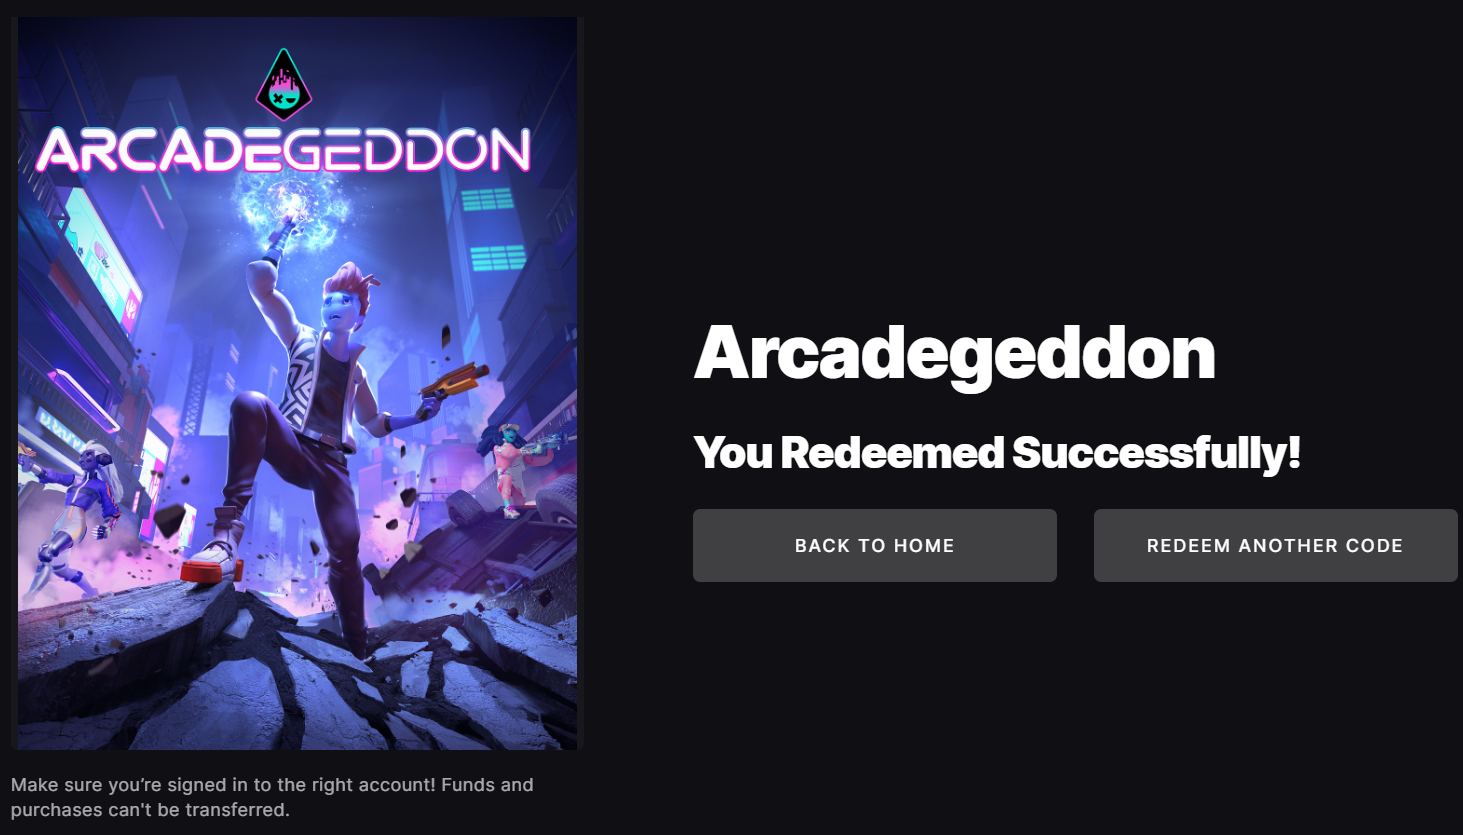 ARCADEGEDDON
Arcadegeddon
You Redeemed Successfully!
BACK TO HOME
REDEEM ANOTHER CODE
Make sure you’re signed in to the right account! Funds and
purchases can't be transferred.